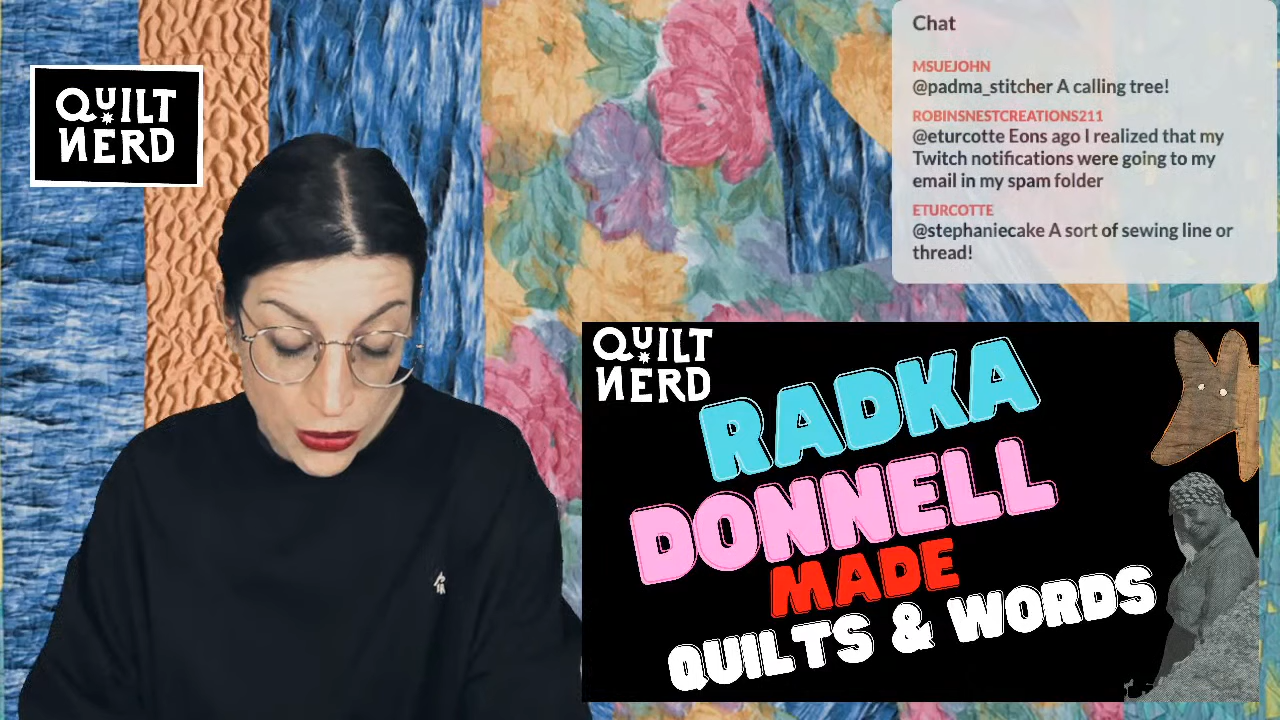 QUILT
NERD
Chat
MSUEJOHN
@padma_stitcher A calling tree!
ROBINSNESTCREATIONS211
@eturcotte Eons ago I realized that my
Twitch notifications were going to my
email in my spam folder
ETURCOTTE
@stephaniecake A sort of sewing line or
thread!
QUILT
NERD
RADKA
DONNELL
MADE
QUILTS & WORDS